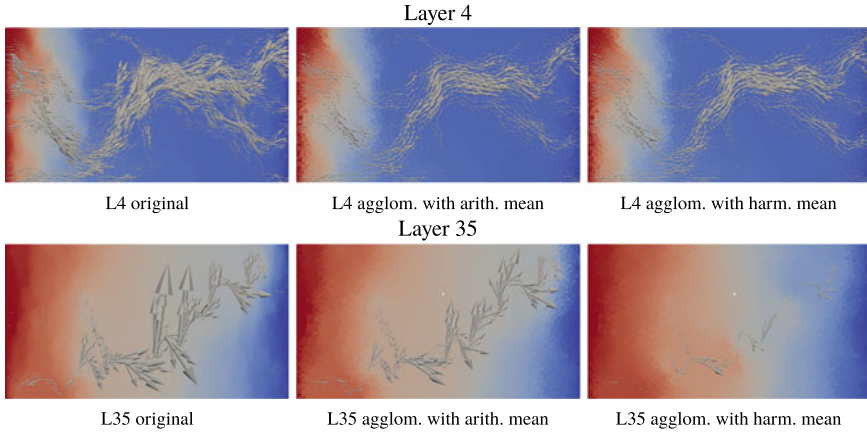 Layer 4
L4 original
L4 agglom. with arith. mean
L4 agglom. with harm. mean
Layer 35
L35 original
L35 agglom. with arith. mean
L35 agglom. with harm. mean